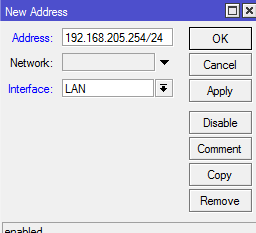 New Address
Address: 192.168.205.254/24 OK
Network: Cancel
Interface: LAN Apply
Disable
Comment
Copy
Remove
enabled